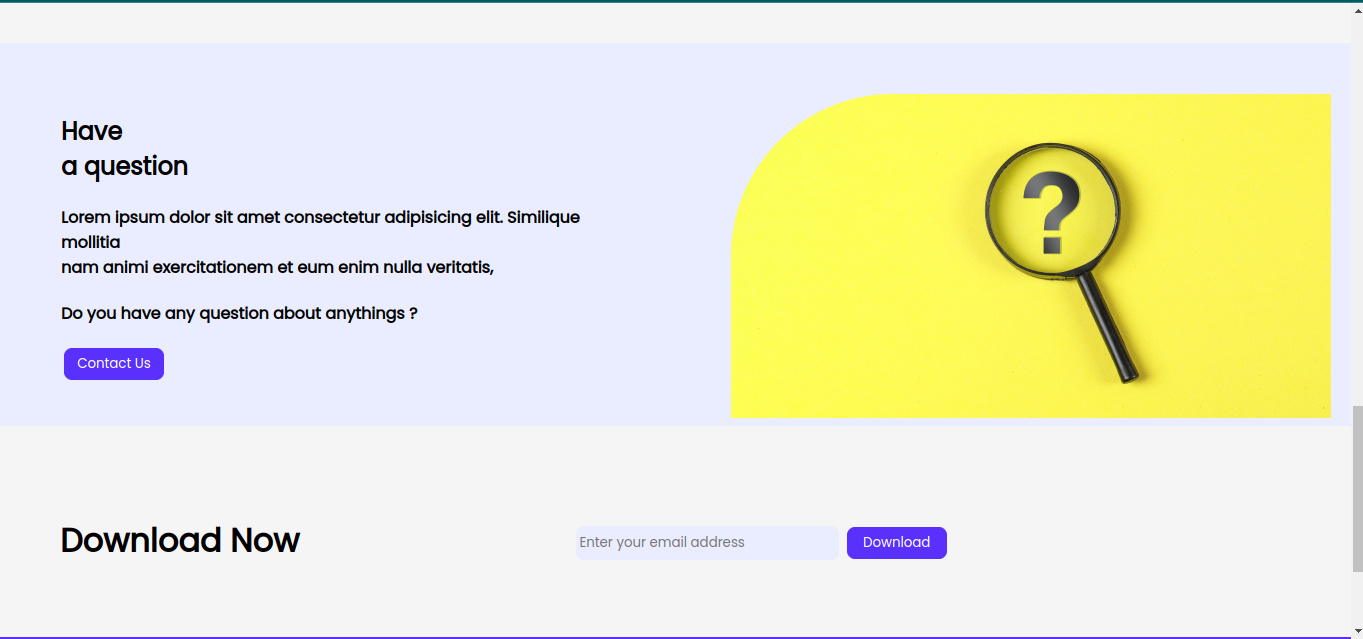 Have
a question
Lorem ipsum dolor sit amet consectetur adipisicing elit. Similique
mollitia
nam animi exercitationem et eum enim nulla veritatis,
Do you have any question about anythings ?
Contact Us
?
Download Now
Enter your email address
Download